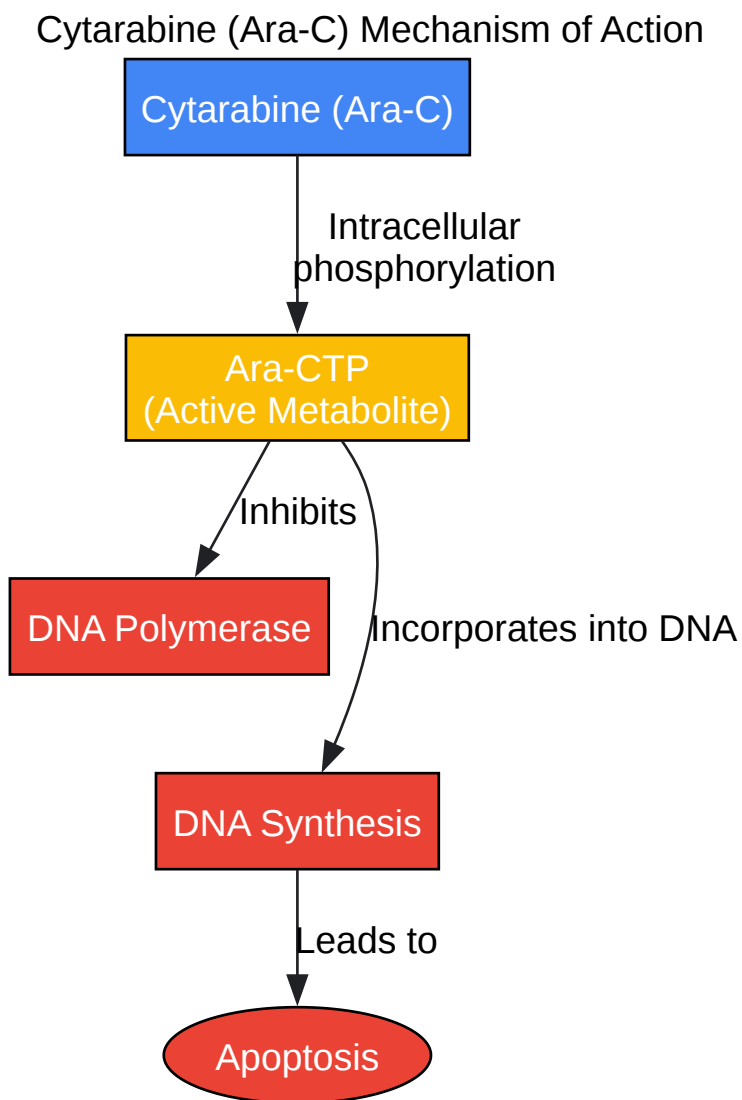 Cytarabine (Ara-C) Mechanism of Action
Cytarabine (Ara-C)
Intracellular
phosphorylation
Ara-CTP
(Active Metabolite)
Inhibits
DNA Polymerase
Incorporates into DNA
DNA Synthesis
Leads to
Apoptosis